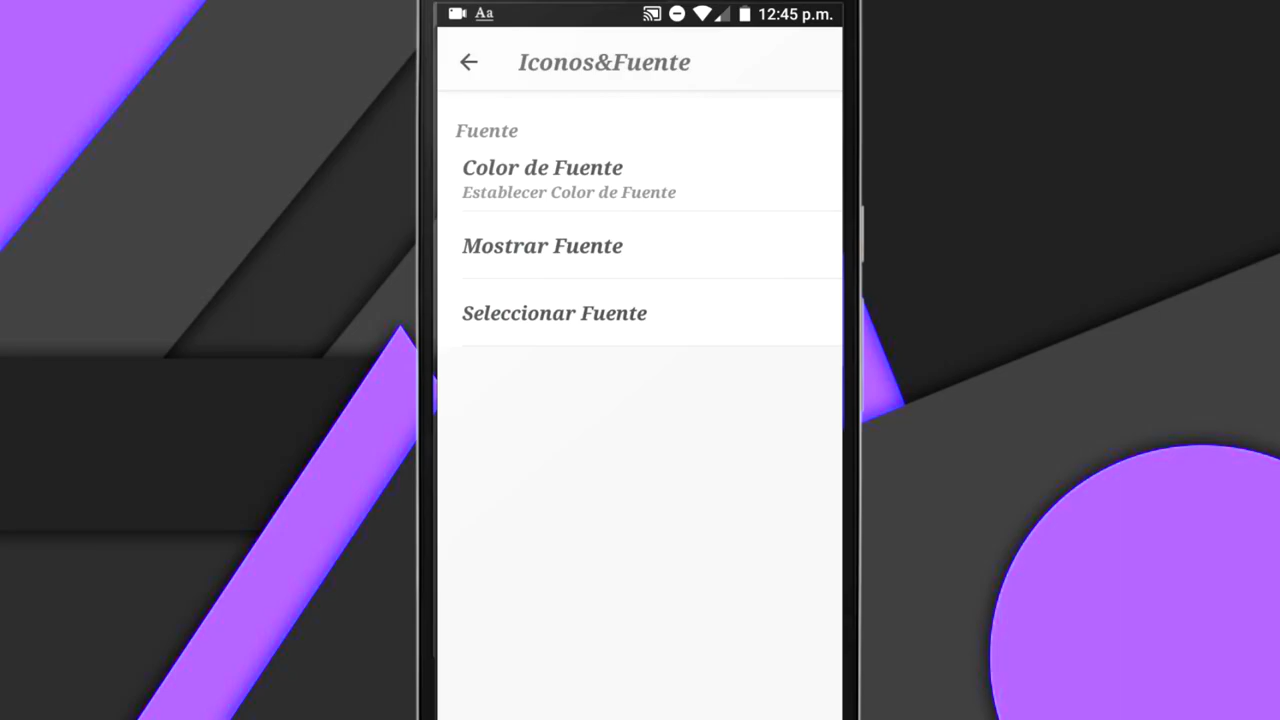 Aa 12:45 p.m.
Iconos&Fuente
Fuente
Color de Fuente
Establecer Color de Fuente
Mostrar Fuente
Seleccionar Fuente